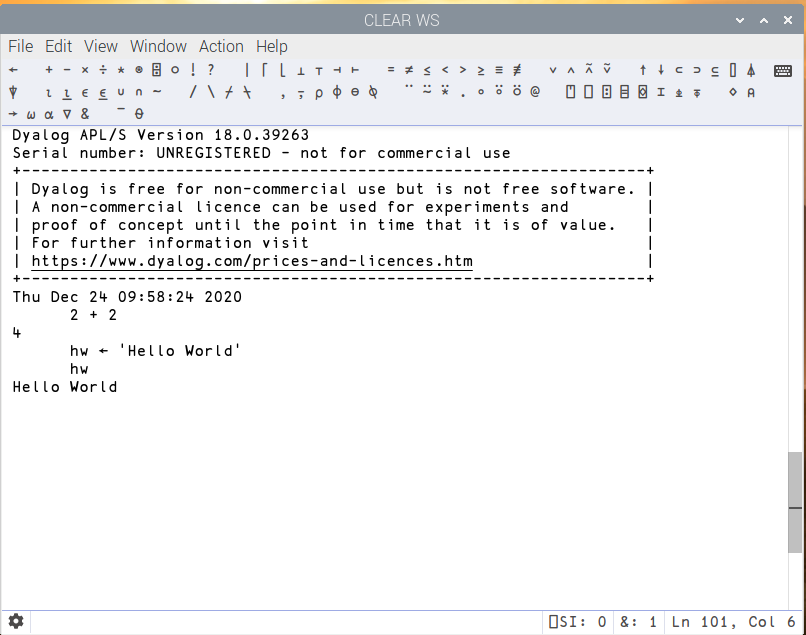 CLEAR WS
File Edit View Window Action Help
← + - × ÷ * ⍟ ⌹ ○ ! ? | ⌈ ⌊ ⊥ ⊤ ⊣ ⊢ = ≠ ≤ < > ≥ ≡ ≢ ∨ ∧ ⍲ ⍱ ↑ ↓ ⊂ ⊃ ⊆ ⌷ ⍋
⍒ ⍳ ⍸ ∊ ⍷ ∪ ∩ ~ / \ ⌿ ⍀ , ⍪ ⍴ ⌽ ⊖ ⍉ ¨ ⍨ ⍣ . ∘ ⍤ ⍥ @ ⍞ ⎕ ⍠ ⌸ ⌺ ⌶ ⍎ ⍕ ⋄ ⍝
→ ⍵ ⍺ ∇ & ¯ ⍬
Dyalog APL/S Version 18.0.39263
Serial number: UNREGISTERED - not for commercial use
+-----------------------------------------------------------------+
| Dyalog is free for non-commercial use but is not free software. |
| A non-commercial licence can be used for experiments and |
| proof of concept until the point in time that it is of value. |
| For further information visit |
| https://www.dyalog.com/prices-and-licences.htm |
+-----------------------------------------------------------------+
Thu Dec 24 09:58:24 2020
2 + 2
4
hw ← 'Hello World'
hw
Hello World
⎕SI: 0 &: 1 Ln 101, Col 6